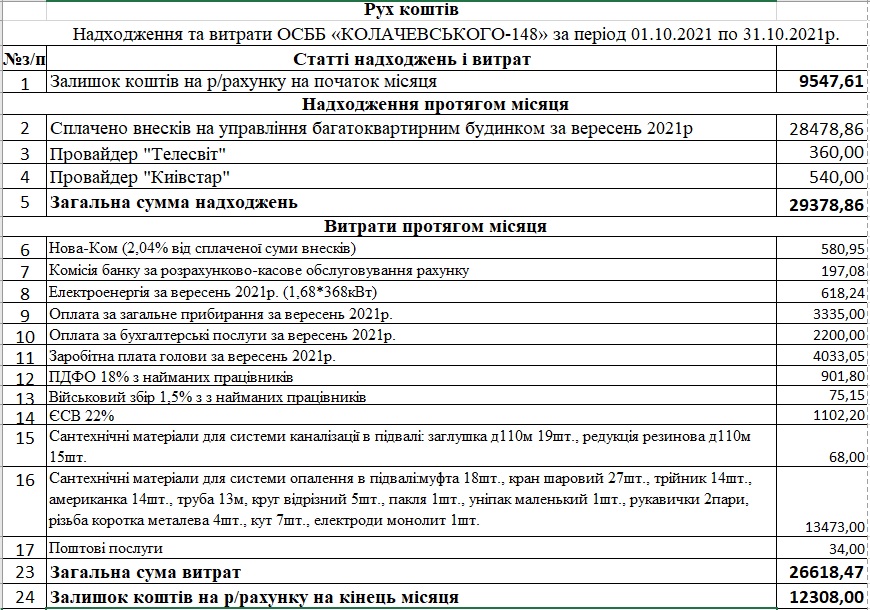 Рух коштів
Надходження та витрати ОСББ «КОЛАЧЕВСЬКОГО-148» за період 01.10.2021 по 31.10.2021р.
№з/п Статті надходжень і витрат
1 Залишок коштів на р/рахунку на початок місяця 9547,61
Надходження протягом місяця
2 Сплачено внесків на управління багатоквартирним будинком за вересень 2021р 28478,86
3 Провайдер "Телесвіт" 360,00
4 Провайдер "Київстар" 540,00
5 Загальна сумма надходжень 29378,86
Витрати протягом місяця
6 Нова-Ком (2,04% від сплаченої суми внесків) 580,95
7 Комісія банку за розрахунково-касове обслуговування рахунку 197,08
8 Електроенергія за вересень 2021р. (1,68*368кВт) 618,24
9 Оплата за загальне прибирання за вересень 2021р. 3335,00
10 Оплата за бухгалтерські послуги за вересень 2021р. 2200,00
11 Заробітна плата голови за вересень 2021р. 4033,05
12 ПДФО 18% з найманих працівників 901,80
13 Військовий збір 1,5% з з найманих працівників 75,15
14 ЄСВ 22% 1102,20
15 Сантехнічні матеріали для системи каналізації в підвалі: заглушка д110м 19шт., редукція резинова д110м
15шт. 68,00
16 Сантехнічні матеріали для системи опалення в підвалі:муфта 18шт., кран шаровий 27шт., трійник 14шт.,
американка 14шт., труба 13м, круг відрізний 5шт., пакля 1шт., уніпак маленький 1шт., рукавички 2пари,
різьба коротка металева 4шт., кут 7шт., електроди монолит 1шт. 13473,00
17 Поштові послуги 34,00
23 Загальна сума витрат 26618,47
24 Залишок коштів на р/рахунку на кінець місяця 12308,00